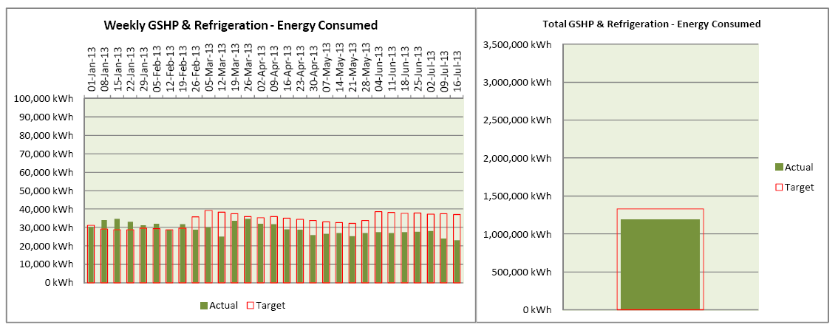 Weekly GSHP & Refrigeration - Energy Consumed
01-Jan-13
08-Jan-13
15-Jan-13
22-Jan-13
29-Jan-13
05-Feb-13
12-Feb-13
19-Feb-13
26-Feb-13
05-Mar-13
12-Mar-13
19-Mar-13
26-Mar-13
02-Apr-13
09-Apr-13
16-Apr-13
23-Apr-13
30-Apr-13
07-May-13
14-May-13
21-May-13
28-May-13
04-Jun-13
11-Jun-13
18-Jun-13
25-Jun-13
02-Jul-13
09-Jul-13
16-Jul-13
100,000 kWh
90,000 kWh
80,000 kWh
70,000 kWh
60,000 kWh
50,000 kWh
40,000 kWh
30,000 kWh
20,000 kWh
10,000 kWh
0 kWh
Actual Target
Total GSHP & Refrigeration - Energy Consumed
3,500,000 kWh
3,000,000 kWh
2,500,000 kWh
2,000,000 kWh
1,500,000 kWh
1,000,000 kWh
500,000 kWh
0 kWh
Actual
Target